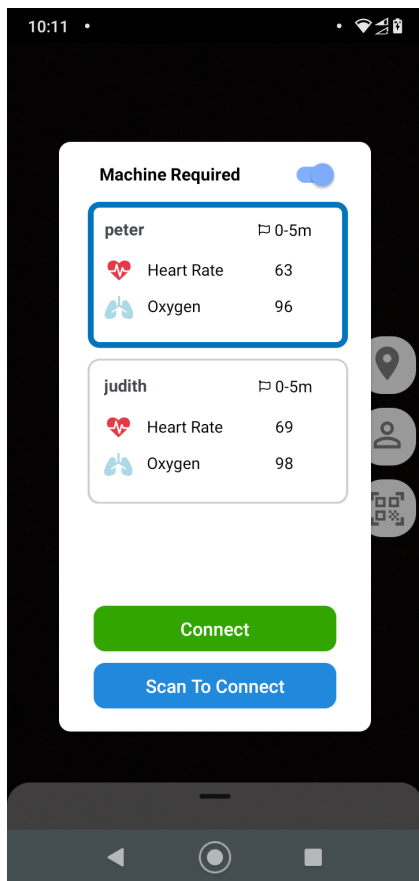 10:11
Machine Required
peter 0-5m
Heart Rate 63
Oxygen 96
judith 0-5m
Heart Rate 69
Oxygen 98
Connect
Scan To Connect